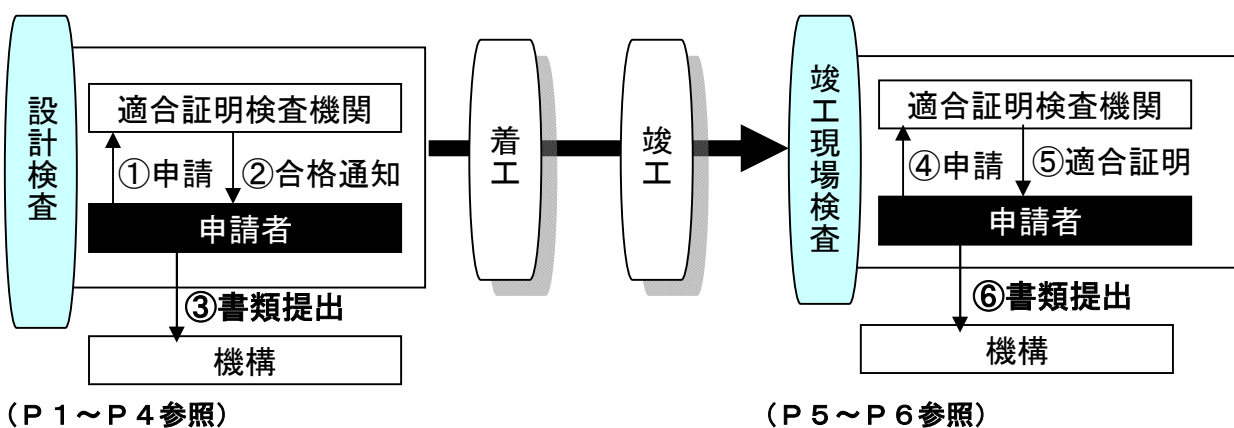 設計検査
適合証明検査機関
①申請
②合格通知
申請者
③書類提出
機構
(P1~P4参照)
着工
竣工
竣工現場検査
適合証明検査機関
④申請
⑤適合証明
申請者
⑥書類提出
機構
(P5~P6参照)